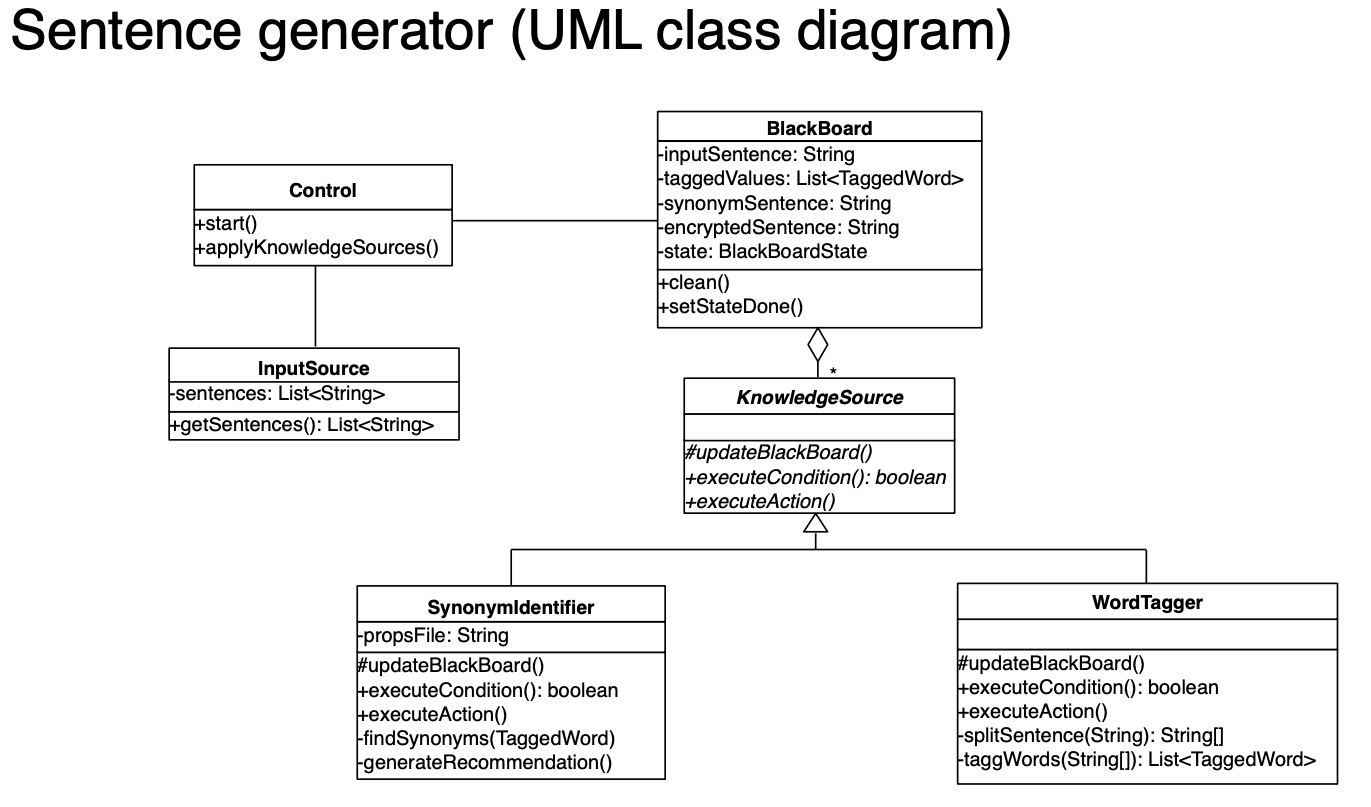 Sentence generator (UML class diagram)
BlackBoard
-inputSentence: String
-taggedValues: List<TaggedWord>
-synonymSentence: String
-encryptedSentence: String
-state: BlackBoardState
+clean()
+setStateDone()
Control
+start()
+applyKnowledgeSources()
InputSource
-sentences: List<String>
+getSentences(): List<String>
*
KnowledgeSource
#updateBlackBoard()
+executeCondition(): boolean
+executeAction()
SynonymIdentifier
-propsFile: String
#updateBlackBoard()
+executeCondition(): boolean
+executeAction()
-findSynonyms(TaggedWord)
-generateRecommendation()
WordTagger
#updateBlackBoard()
+executeCondition(): boolean
+executeAction()
-splitSentence(String): String[]
-taggWords(String[]): List<TaggedWord>